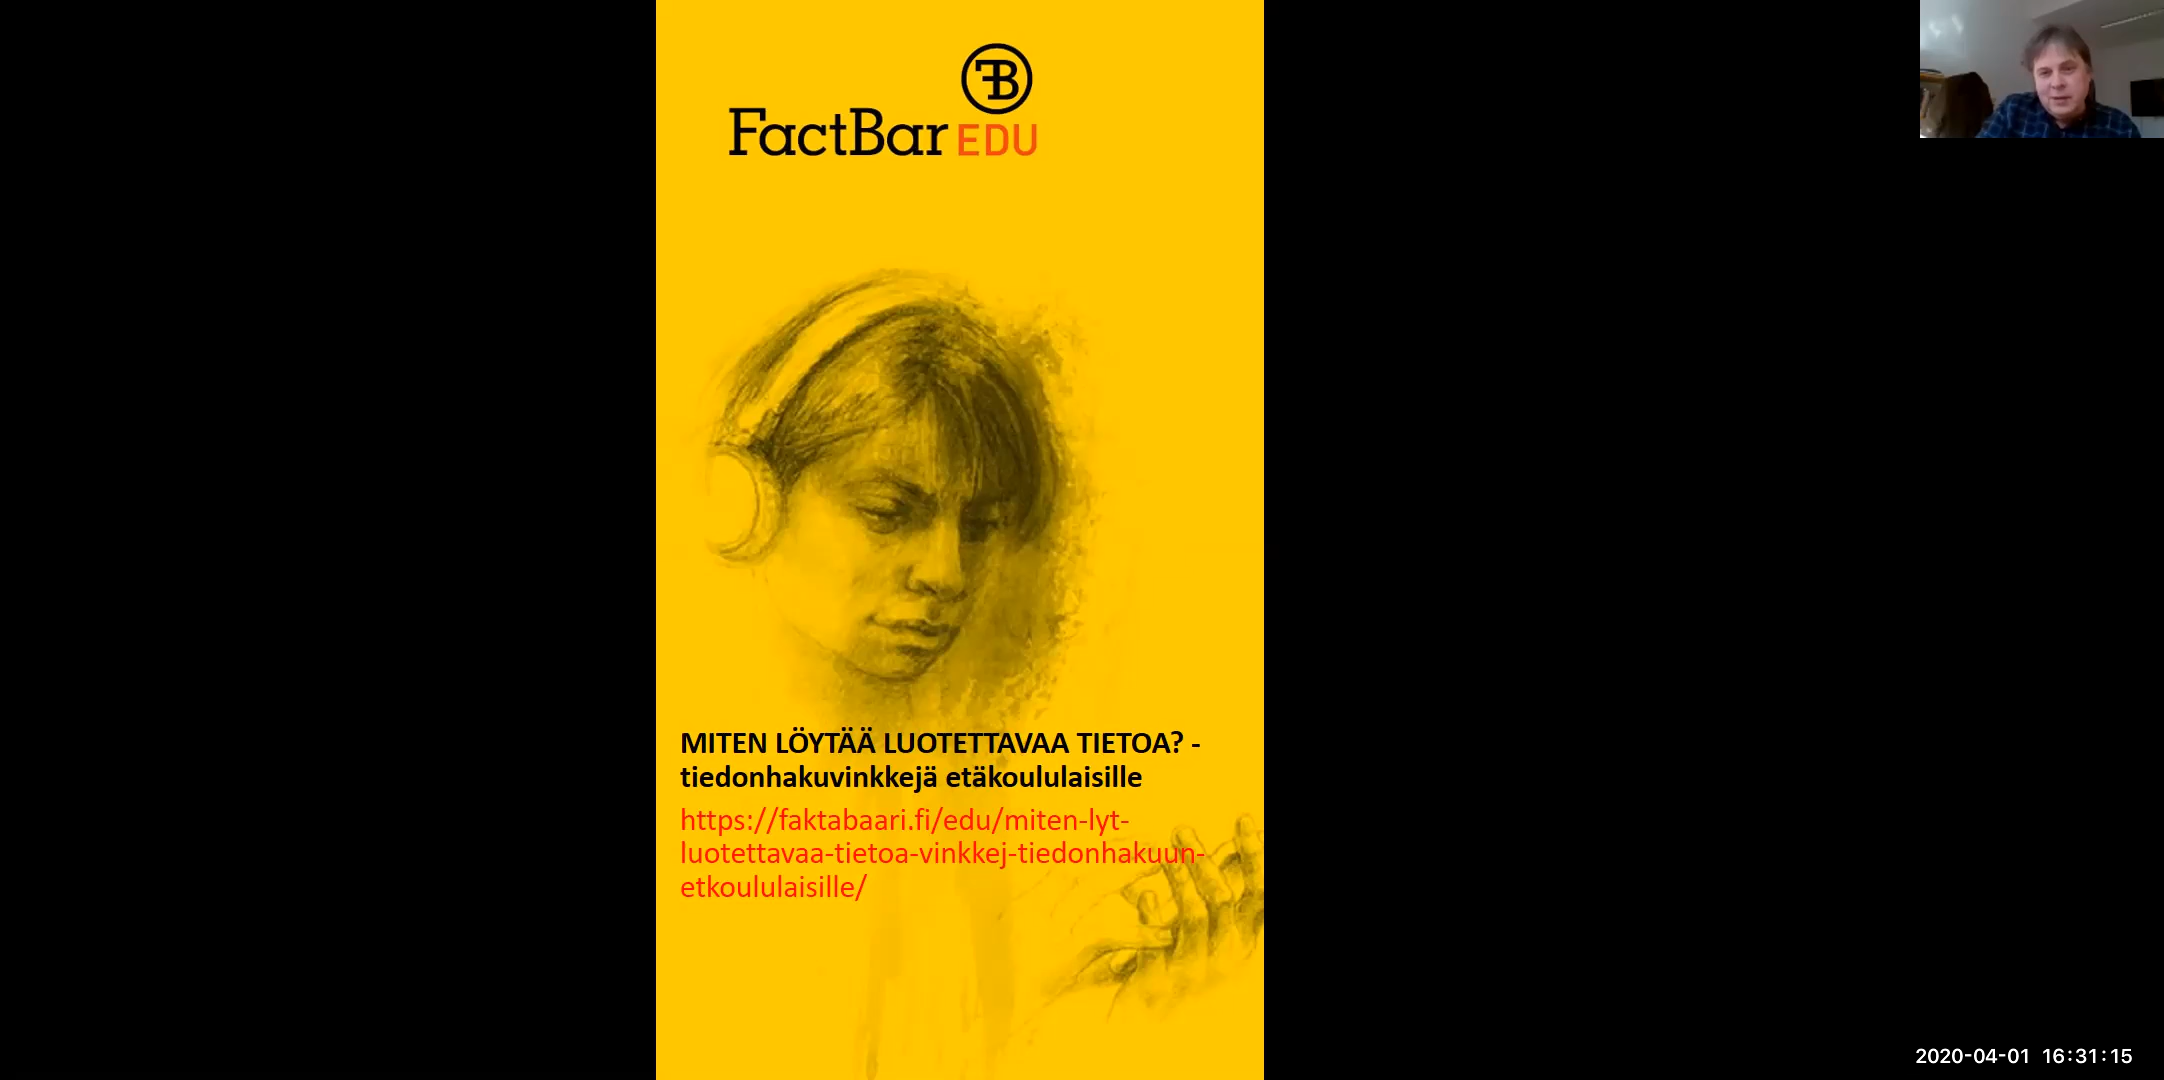 FB
FactBar EDU
MITEN LÖYTÄÄ LUOTETTAVAA TIETOA? -
tiedonhakuvinkkejä etäkoululaisille
https://faktabaari.fi/edu/miten-lyt-
luotettavaa-tietoa-vinkkej-tiedonhakuun-
etkoululaisille/
2020-04-01 16:31:15